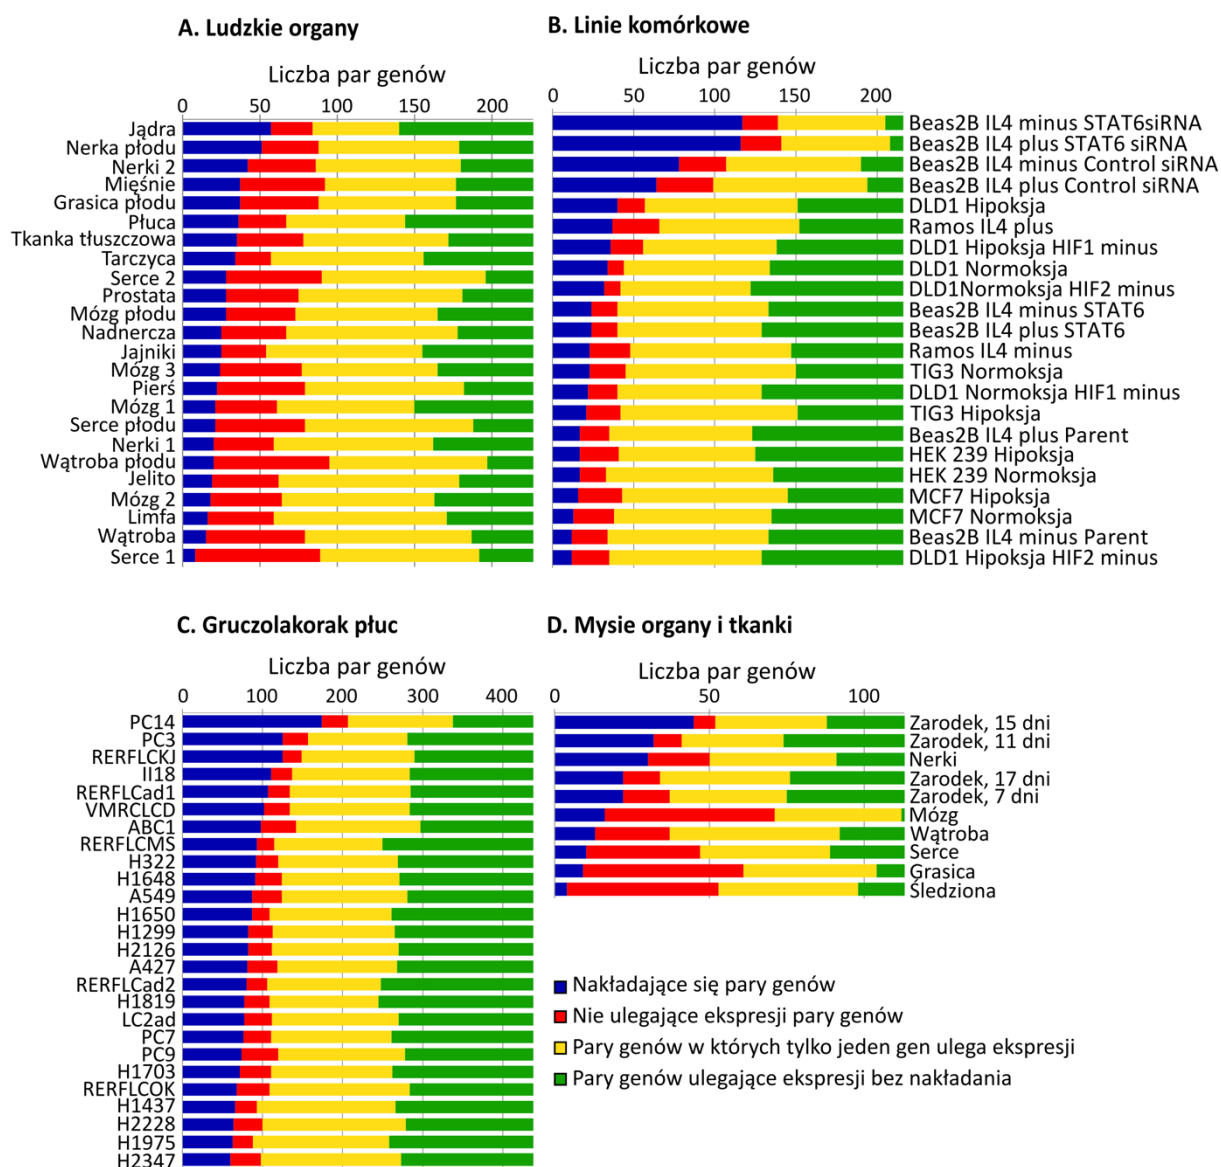 A. Ludzkie organy
Liczba par genów
0 50 100 150 200
Jądra
Nerka płodu
Nerki 2
Mięśnie
Grasica płodu
Płuca
Tkanka tłuszczowa
Tarczyca
Serce 2
Prostata
Mózg płodu
Nadnercza
Jajniki
Mózg 3
Pierś
Mózg 1
Serce płodu
Nerki 1
Wątroba płodu
Jelito
Mózg 2
Limfa
Wątroba
Serce 1
B. Linie komórkowe
Liczba par genów
0 50 100 150 200
Beas2B IL4 minus STAT6siRNA
Beas2B IL4 plus STAT6 siRNA
Beas2B IL4 minus Control siRNA
Beas2B IL4 plus Control siRNA
DLD1 Hipoksja
Ramos IL4 plus
DLD1 Hipoksja HIF1 minus
DLD1 Normoksja
DLD1Normoksja HIF2 minus
Beas2B IL4 minus STAT6
Beas2B IL4 plus STAT6
Ramos IL4 minus
TIG3 Normoksja
DLD1 Normoksja HIF1 minus
TIG3 Hipoksja
Beas2B IL4 plus Parent
HEK 239 Hipoksja
HEK 239 Normoksja
MCF7 Hipoksja
MCF7 Normoksja
Beas2B IL4 minus Parent
DLD1 Hipoksja HIF2 minus
C. Gruczolakorak płuc
Liczba par genów
0 100 200 300 400
PC14
PC3
RERFLCKJ
II18
RERFLCad1
VMRCLCD
ABC1
RERFLCMS
H322
H1648
A549
H1650
H1299
H2126
A427
RERFLCad2
H1819
LC2ad
PC7
PC9
H1703
RERFLCOK
H1437
H2228
H1975
H2347
D. Mysie organy i tkanki
Liczba par genów
0 50 100
Zarodek, 15 dni
Zarodek, 11 dni
Nerki
Zarodek, 17 dni
Zarodek, 7 dni
Mózg
Wątroba
Serce
Grasica
Śledziona
Nakładające się pary genów
Nie ulegające ekspresji pary genów
Pary genów w których tylko jeden gen ulega ekspresji
Pary genów ulegające ekspresji bez nakładania